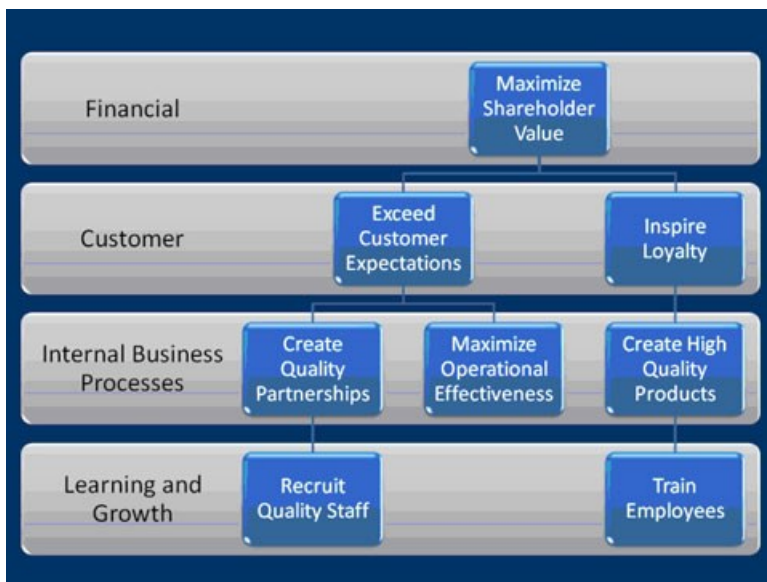 Financial
Maximize
Shareholder
Value
Customer
Exceed
Customer
Expectations
Inspire
Loyalty
Internal Business
Processes
Create
Quality
Partnerships
Maximize
Operational
Effectiveness
Create High
Quality
Products
Learning and
Growth
Recruit
Quality Staff
Train
Employees